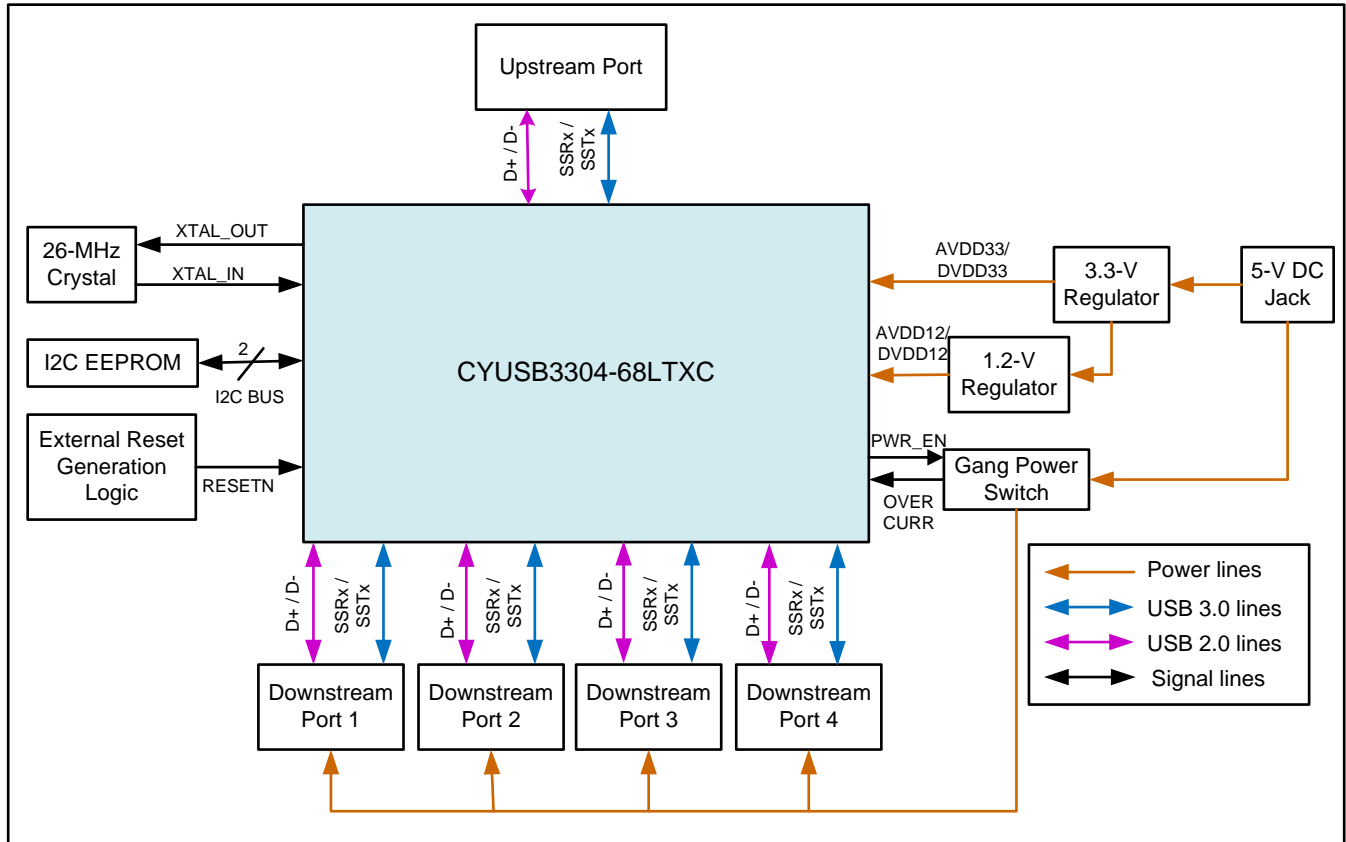 Upstream Port
D+ / D-
SSRx /
SSTx
26-MHz
Crystal
XTAL_OUT
XTAL_IN
I2C EEPROM
2
I2C BUS
External Reset
Generation
Logic
RESETN
CYUSB3304-68LTXC
AVDD33/
DVDD33
3.3-V
Regulator
5-V DC
Jack
AVDD12/
DVDD12
1.2-V
Regulator
PWR_EN
OVER
CURR
Gang Power
Switch
D+ / D-
SSRx /
SSTx
D+ / D-
SSRx /
SSTx
D+ / D-
SSRx /
SSTx
D+ / D-
SSRx /
SSTx
Downstream
Port 1
Downstream
Port 2
Downstream
Port 3
Downstream
Port 4
Power lines
USB 3.0 lines
USB 2.0 lines
Signal lines